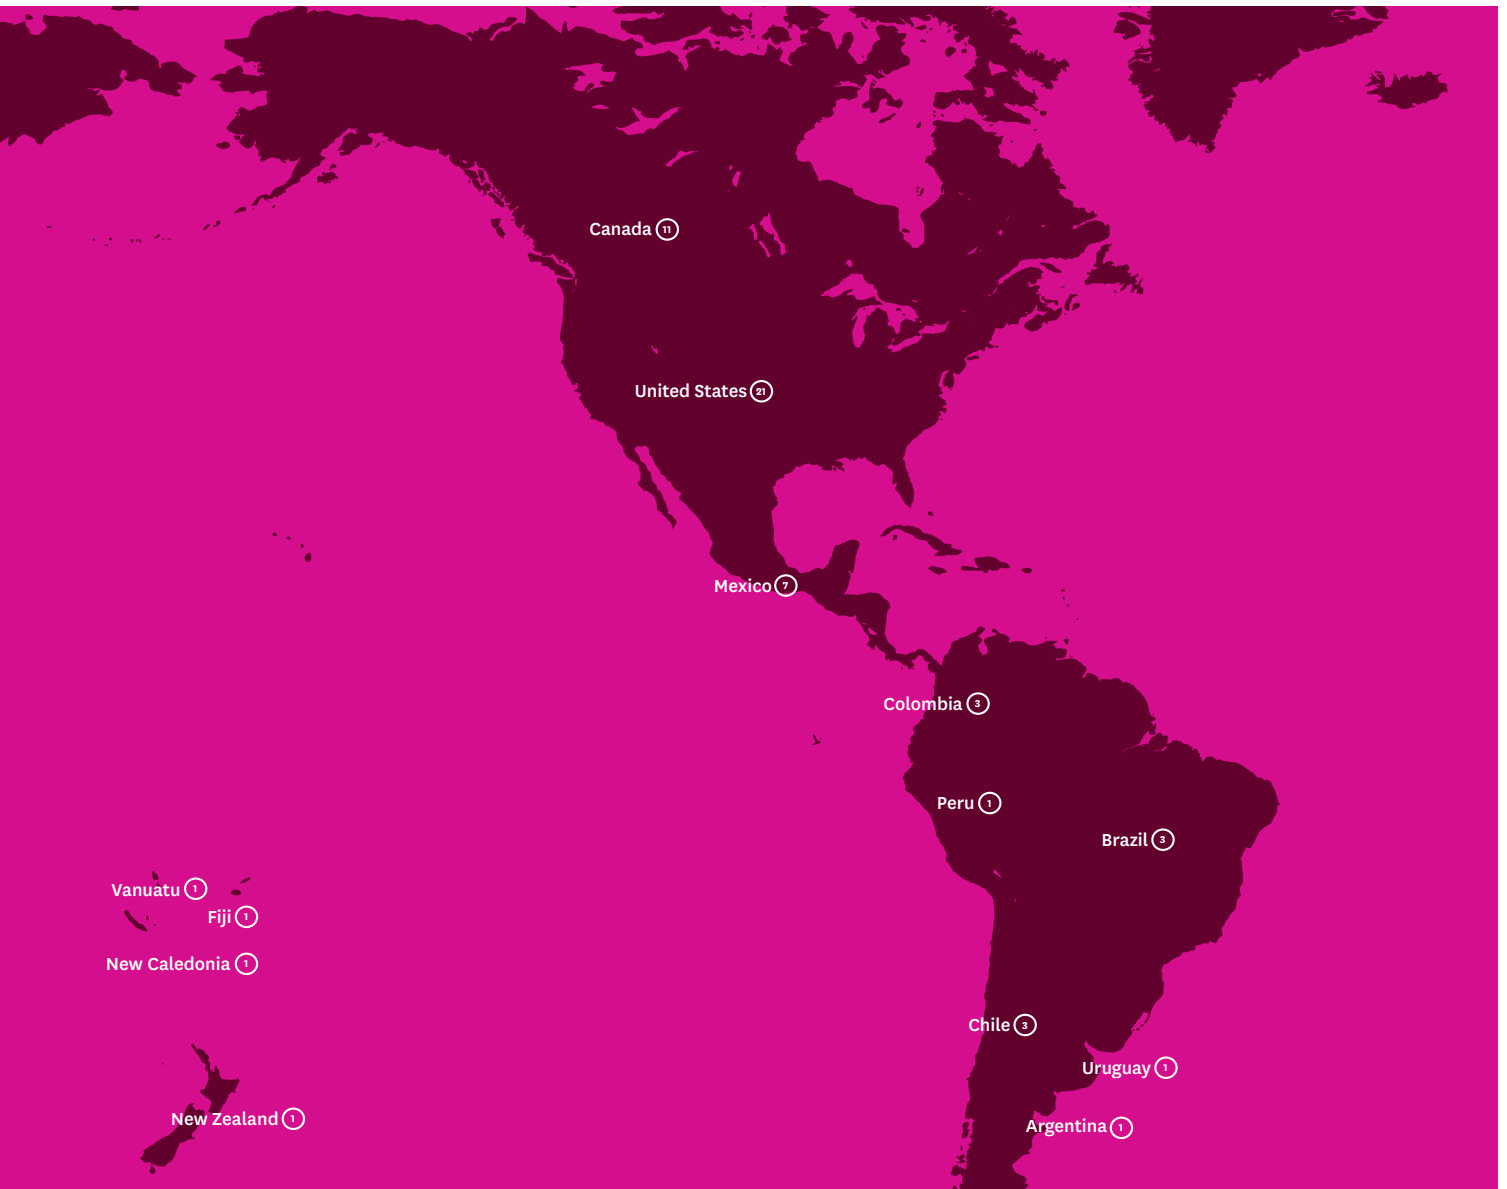 Canada 11
United States 21
Mexico 7
Colombia 3
Peru 1
Brazil 3
Vanuatu 1
Fiji 1
New Caledonia 1
Chile 3
Uruguay 1
New Zealand 1
Argentina 1